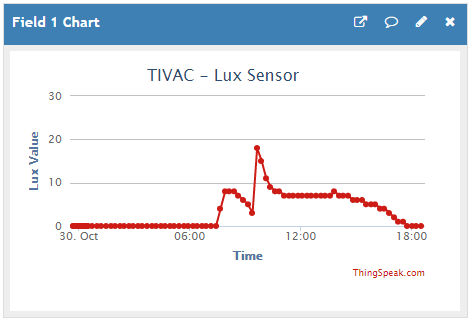 Field 1 Chart
TIVAC - Lux Sensor
30
20
10
0
Lux Value
30. Oct 06:00 12:00 18:00
Time
ThingSpeak.com